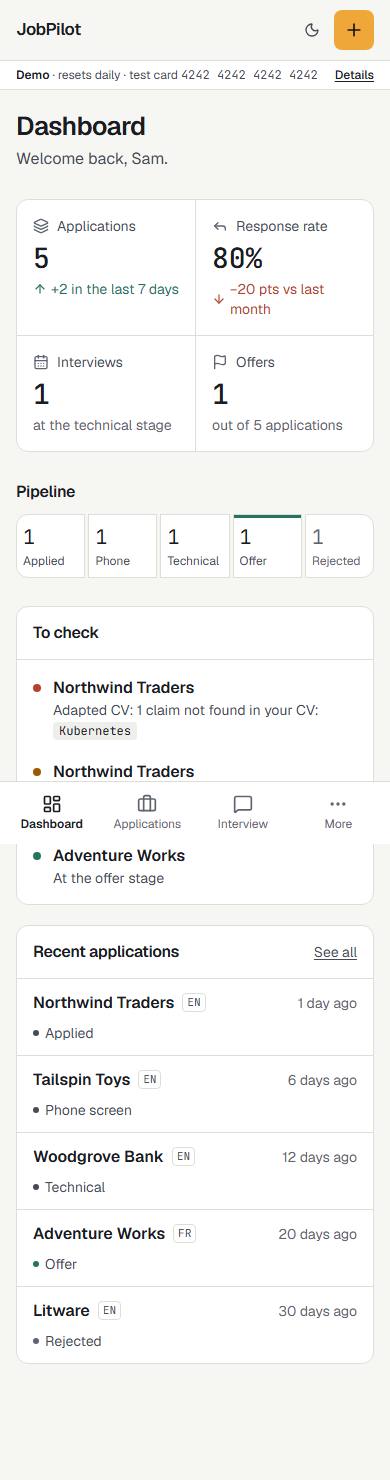 JobPilot
Demo · resets daily · test card 4242 4242 4242 4242 Details
Dashboard
Welcome back, Sam.
Applications
5
+2 in the last 7 days
Response rate
80%
−20 pts vs last
month
Interviews
1
at the technical stage
Offers
1
out of 5 applications
Pipeline
1
Applied
1
Phone
1
Technical
1
Offer
1
Rejected
To check
Northwind Traders
Adapted CV: 1 claim not found in your CV:
Kubernetes
Northwind Traders
Dashboard
Applications
Interview
More
Adventure Works
At the offer stage
Recent applications See all
Northwind Traders EN 1 day ago
Applied
Tailspin Toys EN 6 days ago
Phone screen
Woodgrove Bank EN 12 days ago
Technical
Adventure Works FR 20 days ago
Offer
Litware EN 30 days ago
Rejected